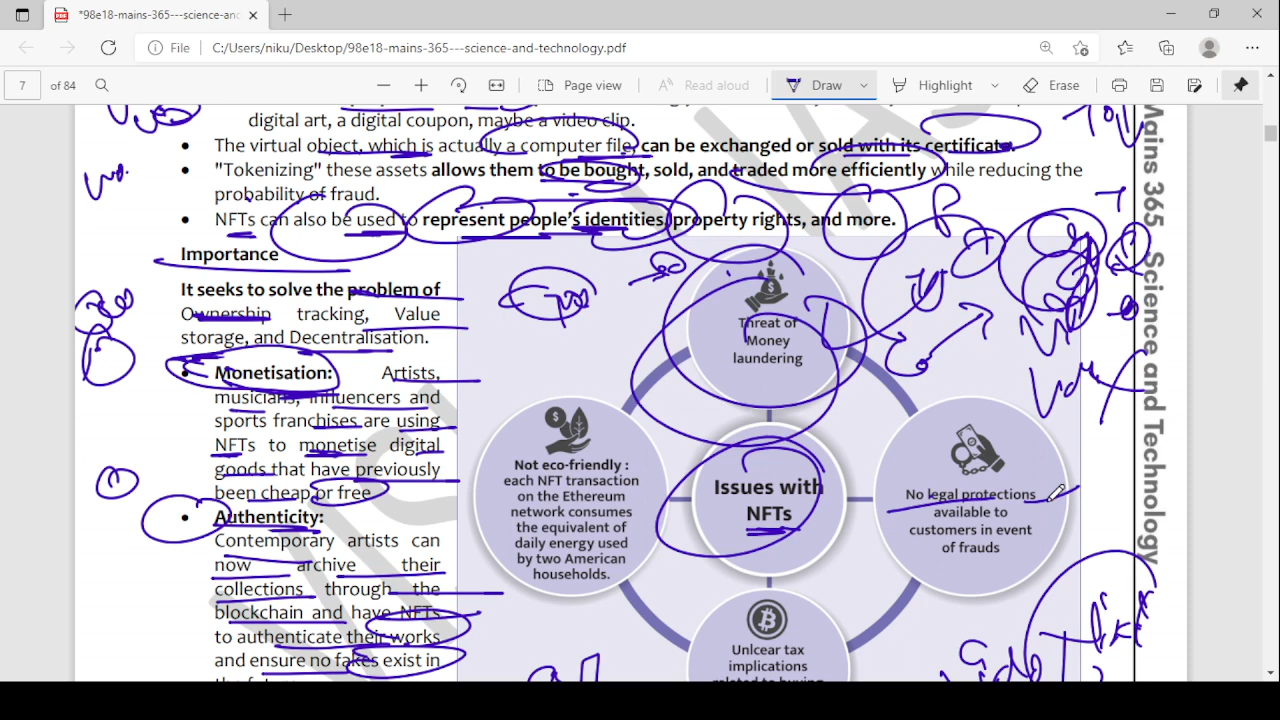 *98e18-mains-365---science-and
File
C:/Users/niku/Desktop/98e18-mains-365---science-and-technology.pdf
7 of 84
Page view
Read aloud
Draw
Highlight
Erase
digital art, a digital coupon, maybe a video clip.
• The virtual object, which is actually a computer file, can be exchanged or sold with its certificate.
• "Tokenizing" these assets allows them to be bought, sold, and traded more efficiently while reducing the
probability of fraud.
• NFTs can also be used to represent people's identities, property rights, and more.
Importance
It seeks to solve the problem of
Ownership tracking, Value
storage, and Decentralisation.
• Monetisation: Artists,
musicians, influencers and
sports franchises are using
NFTs to monetise digital
goods that have previously
been cheap or free
• Authenticity:
Contemporary artists can
now archive their
collections through the
blockchain and have NFTs
to authenticate their works
and ensure no fakes exist in
Threat of
Money
laundering
Not eco-friendly :
each NFT transaction
on the Ethereum
network consumes
the equivalent of
daily energy used
by two American
households.
Issues with
NFTs
No legal protections
available to
customers in event
of frauds
Unlcear tax
implications
related to buying
Mains 365 Science and Technology